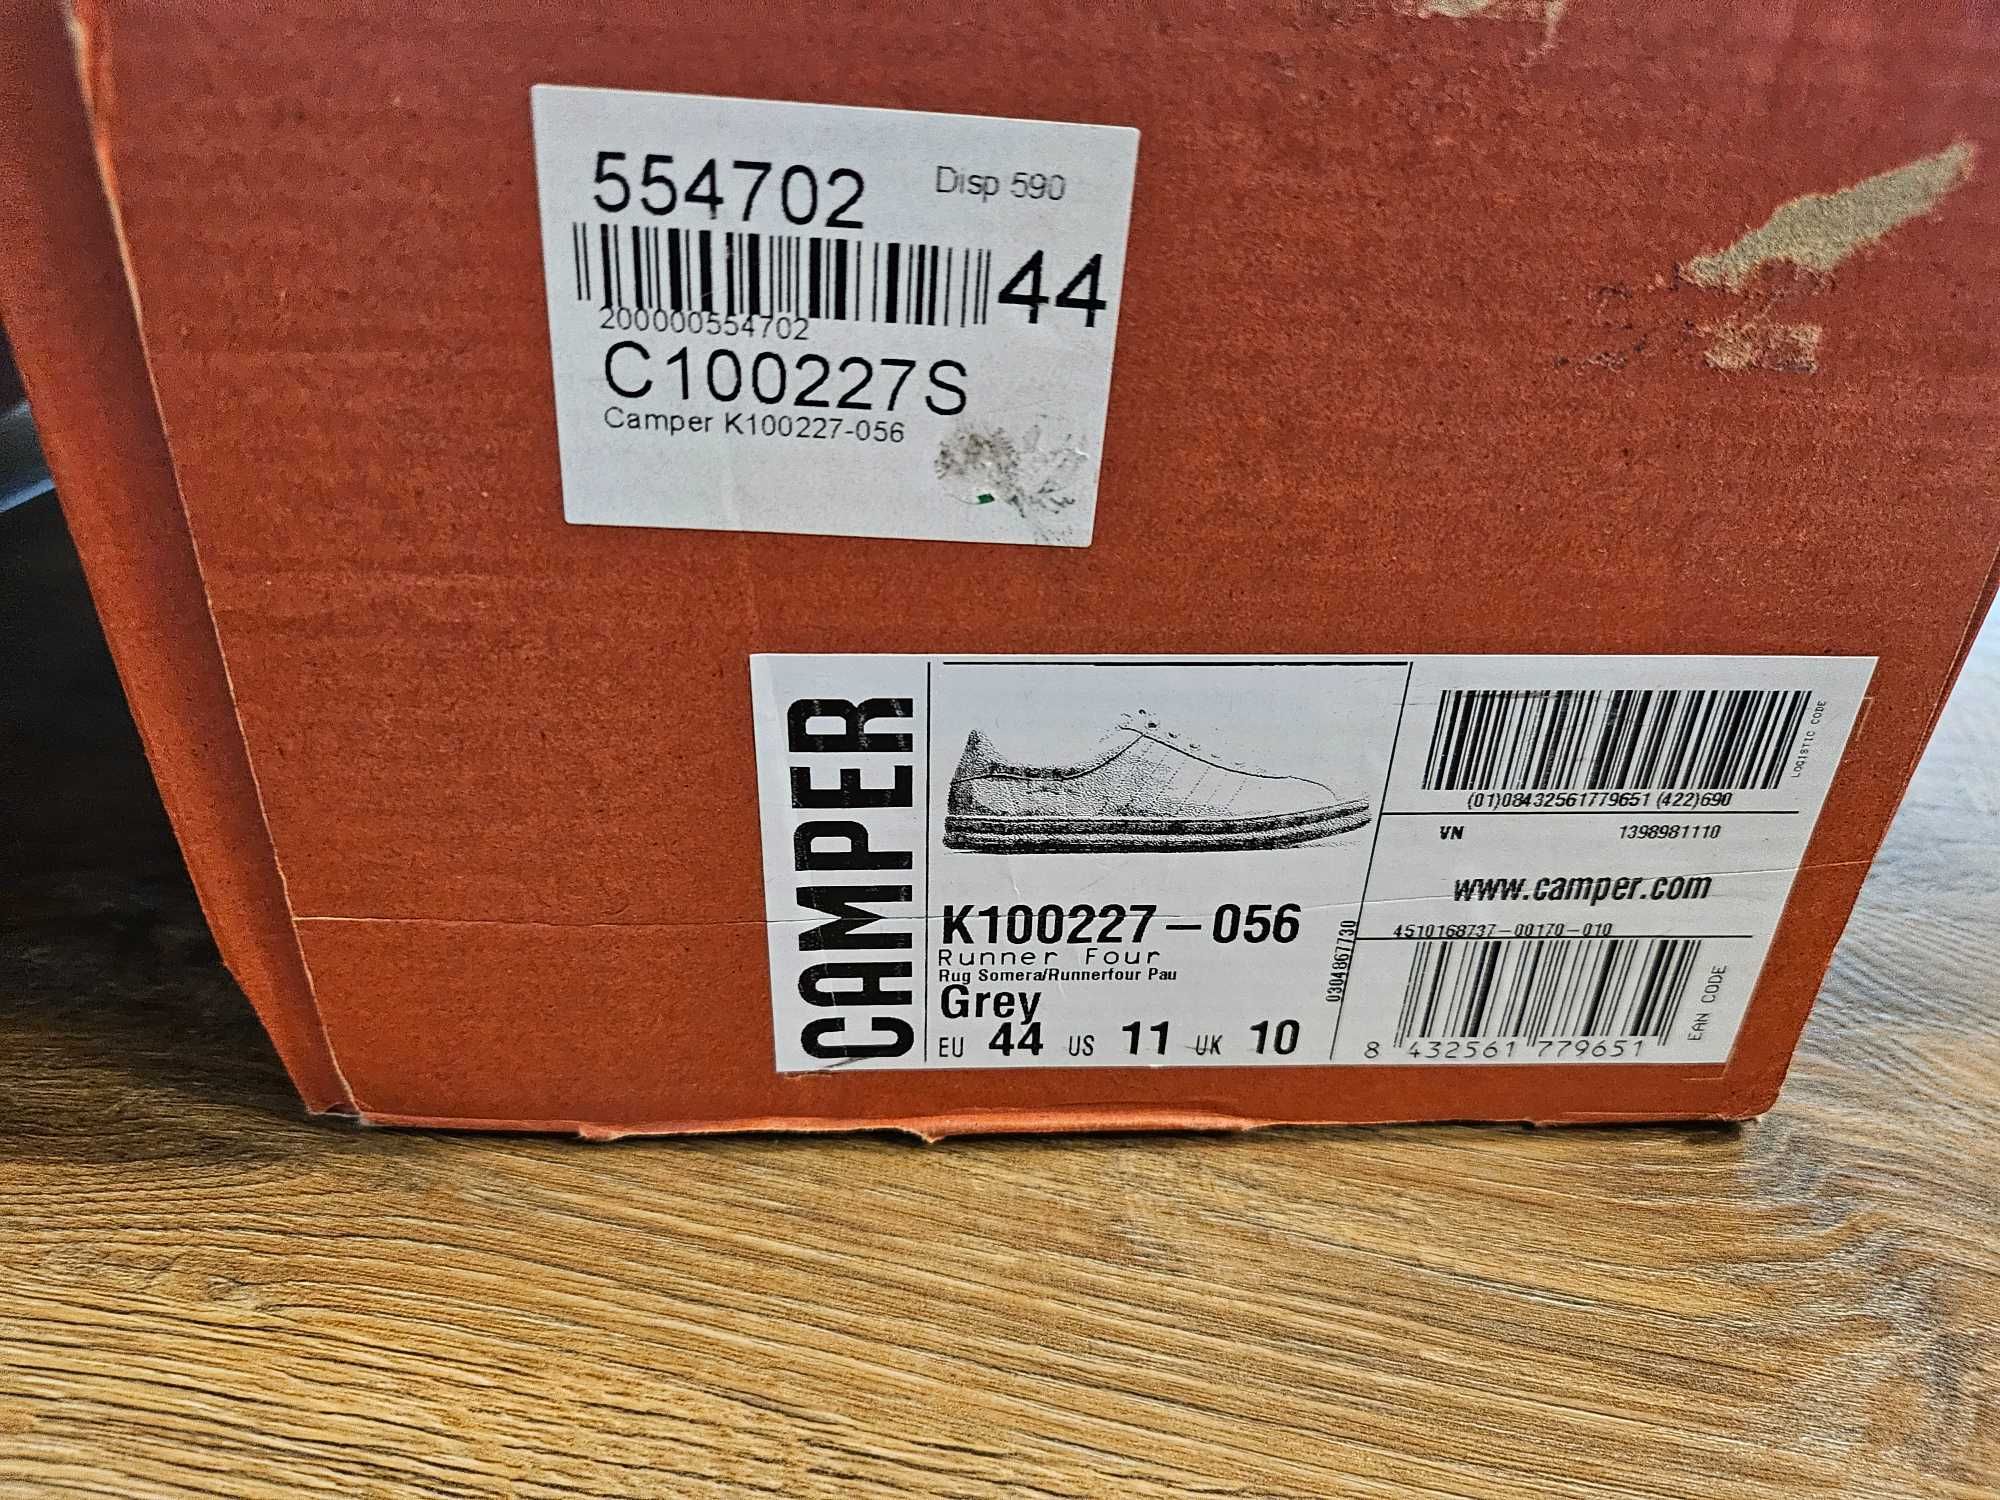 554702
Disp 590
44
200000554702
C100227S
Camper K100227-056
CAMPER
K100227-056
Runner Four
Rug Somera/Runnerfour Pau
Grey
EU 44 US 11 UK 10
0304867730
(01)08432561779651 (422)690
LOGISTIC CODE
VN 1398981110
www.camper.com
4510168737-00170-010
8 432561 779651
EAN CODE